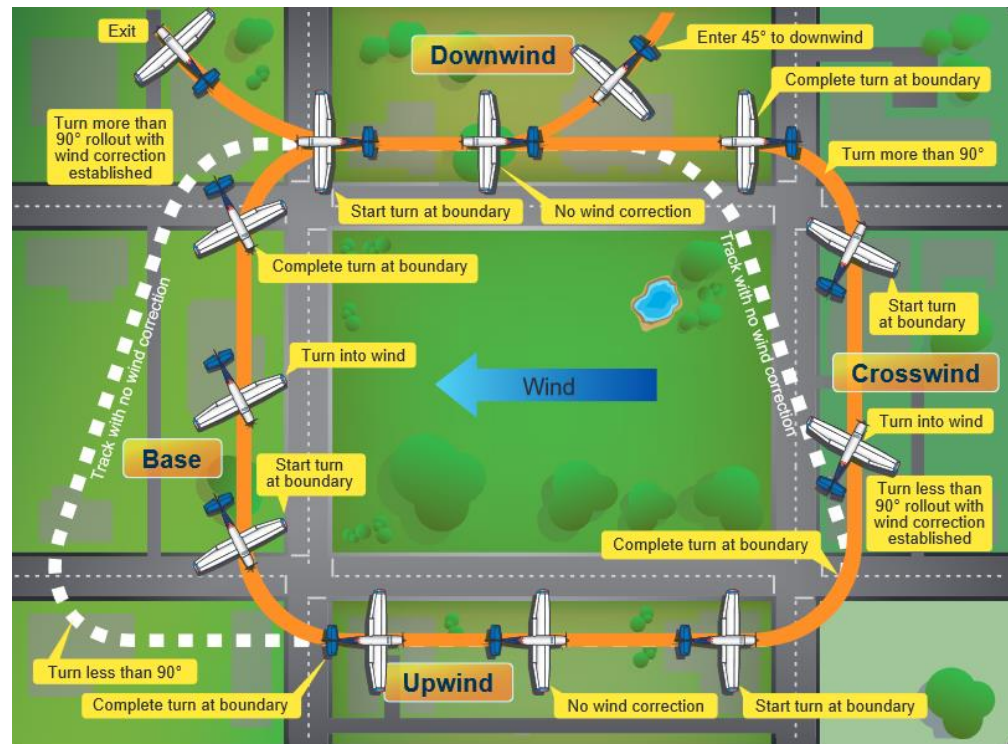 Exit
Downwind
Enter 45° to downwind
Complete turn at boundary
Turn more than
90° rollout with
wind correction
established
Turn more than 90°
Start turn at boundary
No wind correction
Complete turn at boundary
Track with no wind correction
Track with no wind correction
Start turn
at boundary
Turn into wind
Wind
Crosswind
Turn into wind
Base
Start turn
at boundary
Turn less than
90° rollout with
wind correction
established
Complete turn at boundary
Turn less than 90°
Upwind
Complete turn at boundary
No wind correction
Start turn at boundary